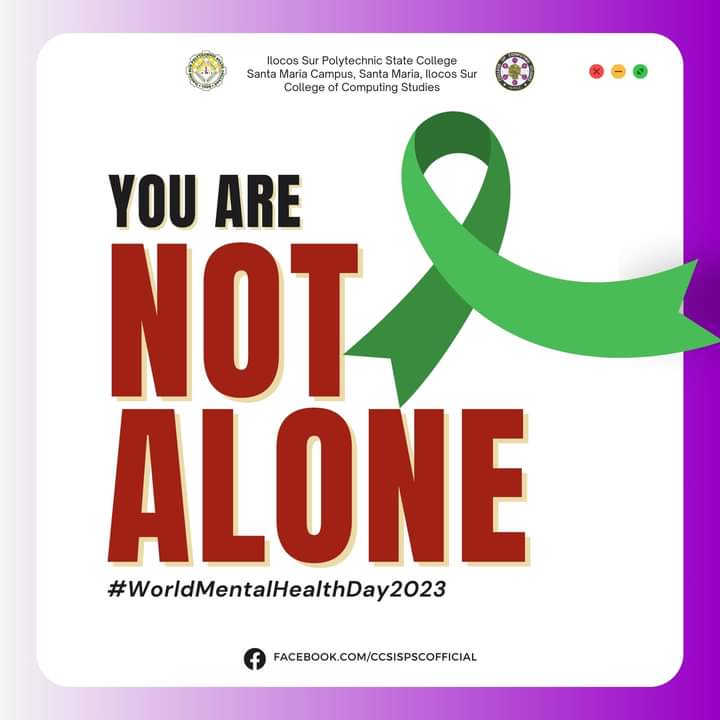 Ilocos Sur Polytechnic State College
Santa Maria Campus, Santa Maria, Ilocos Sur
College of Computing Studies
YOU ARE
NOT
ALONE
#WorldMentalHealthDay2023
FACEBOOK.COM/CCSISPSCOFFICIAL